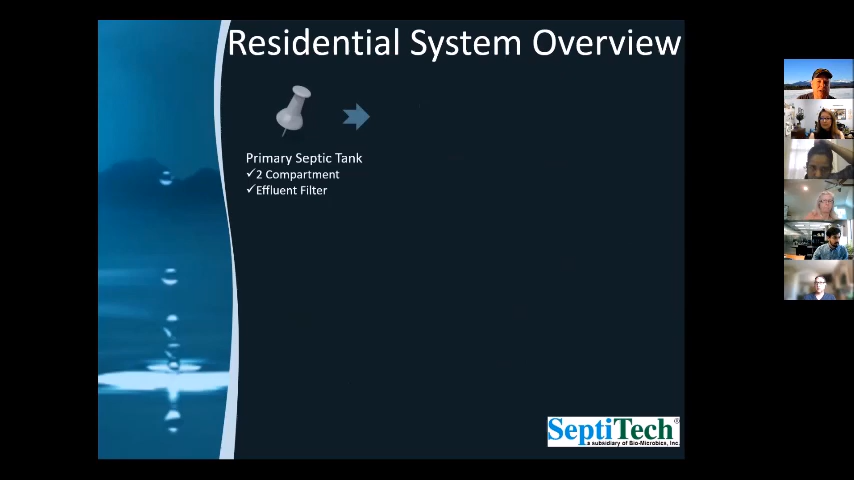 Residential System Overview
Primary Septic Tank
✓2 Compartment
✓Effluent Filter
SeptiTech®
a subsidiary of Bio-Microbics, Inc.